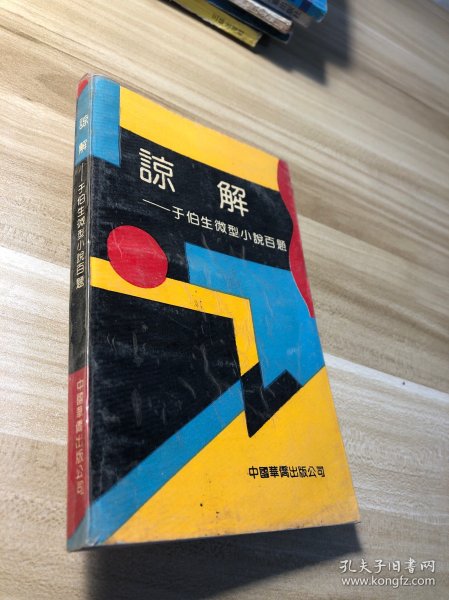 諒解
——于伯生微型小說百題
中國華僑出版公司
諒解——于伯生微型小說百題
中國華僑出版公司
孔夫子旧书网
www.kongfz.com